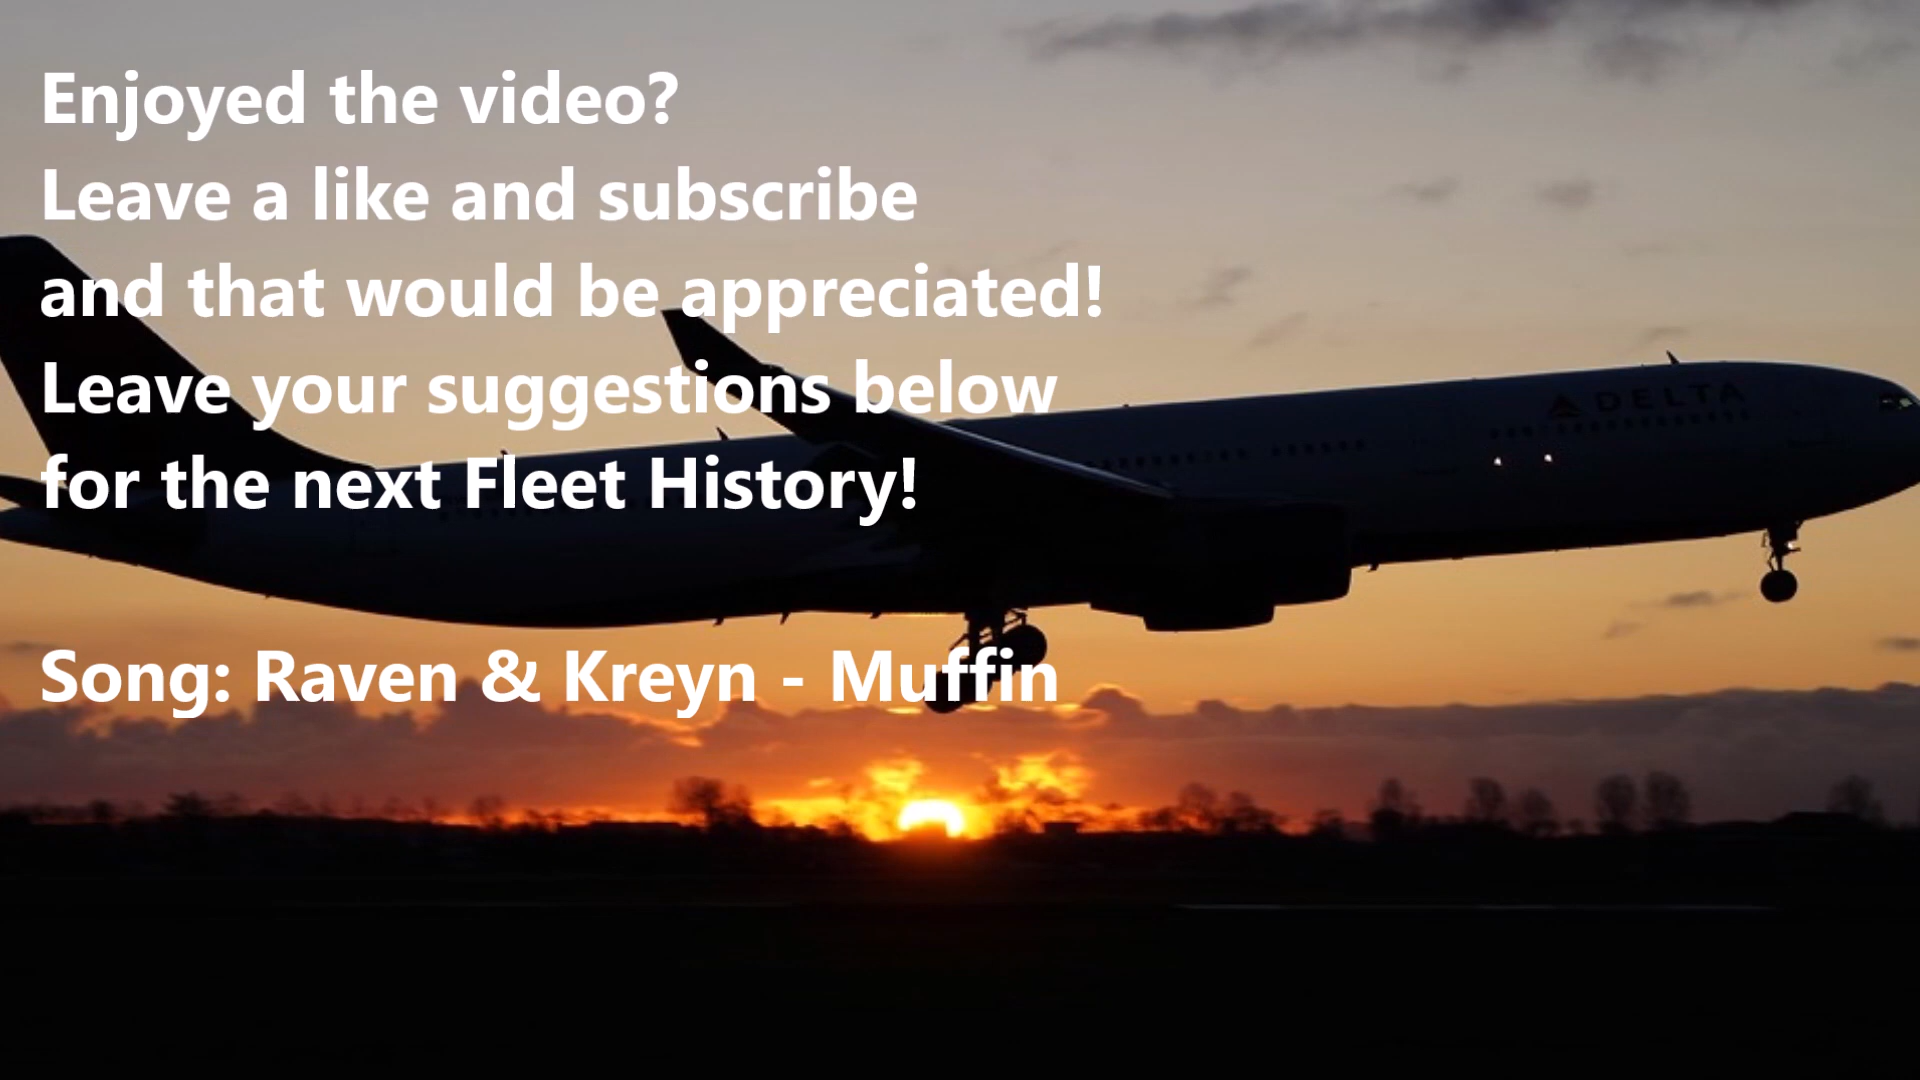 Enjoyed the video?
Leave a like and subscribe
and that would be appreciated!
Leave your suggestions below
for the next Fleet History!
Song: Raven & Kreyn - Muffin
DELTA